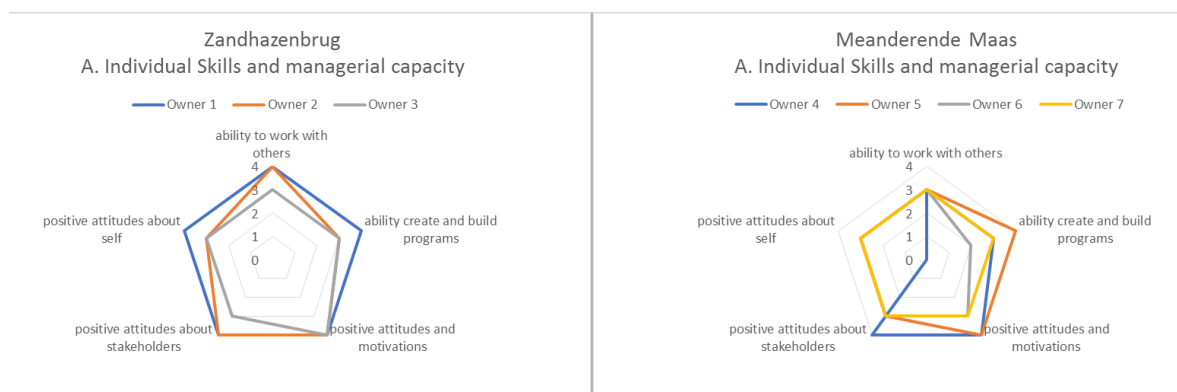 Zandhazenbrug
A. Individual Skills and managerial capacity
Owner 1 Owner 2 Owner 3
ability to work with
others
4
3
2
1
0
ability create and build
programs
positive attitudes and
motivations
positive attitudes about
stakeholders
positive attitudes about
self
Meanderende Maas
A. Individual Skills and managerial capacity
Owner 4 Owner 5 Owner 6 Owner 7
ability to work with others
4
3
2
1
0
ability create and build
programs
positive attitudes and
motivations
positive attitudes about
stakeholders
positive attitudes about
self